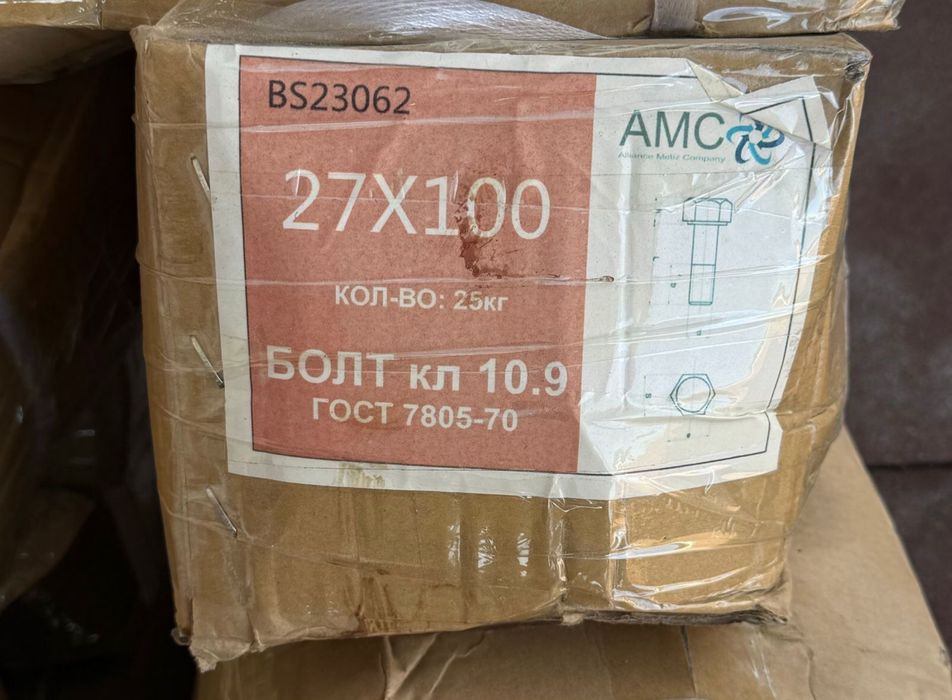 BS23062
27X100
КОЛ-ВО: 25кг
БОЛТ кл 10.9
ГОСТ 7805-70
AMC
Alliance Metiz Company